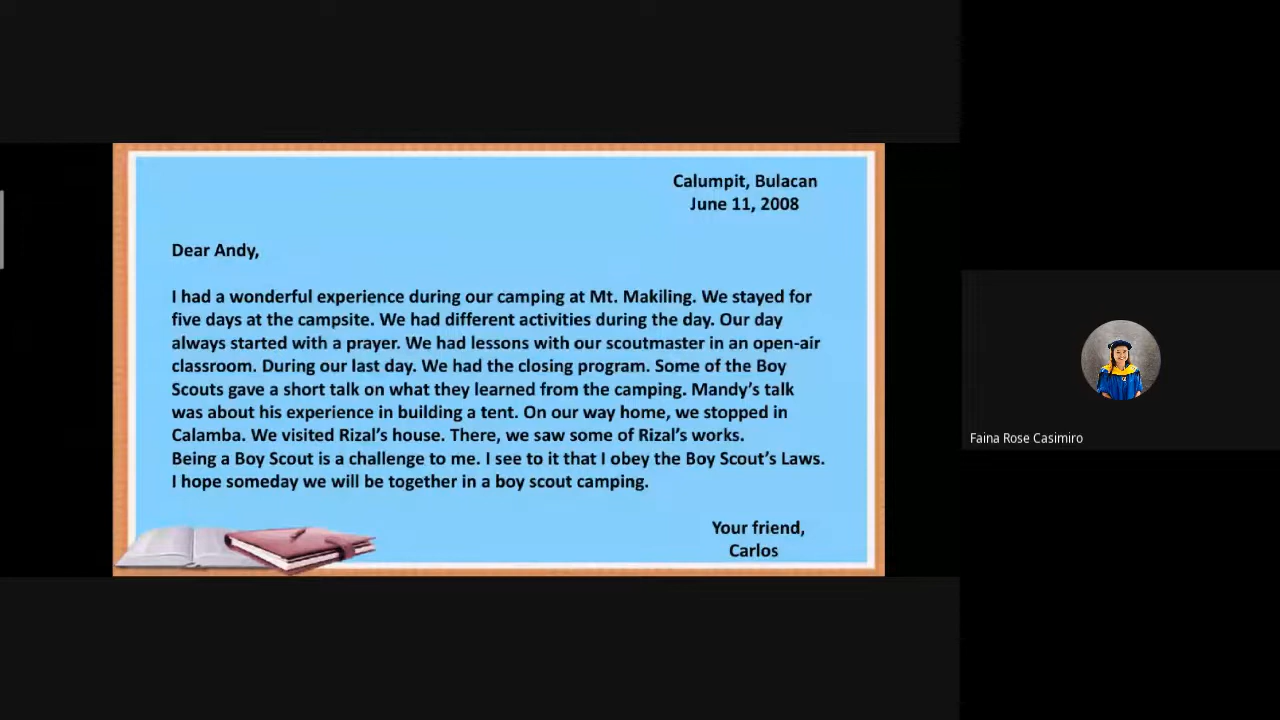 Calumpit, Bulacan
June 11, 2008
Dear Andy,
I had a wonderful experience during our camping at Mt. Makiling. We stayed for
five days at the campsite. We had different activities during the day. Our day
always started with a prayer. We had lessons with our scoutmaster in an open-air
classroom. During our last day. We had the closing program. Some of the Boy
Scouts gave a short talk on what they learned from the camping. Mandy's talk
was about his experience in building a tent. On our way home, we stopped in
Calamba. We visited Rizal's house. There, we saw some of Rizal's works.
Being a Boy Scout is a challenge to me. I see to it that I obey the Boy Scout's Laws.
I hope someday we will be together in a boy scout camping.
Your friend,
Carlos
Faina Rose Casimiro